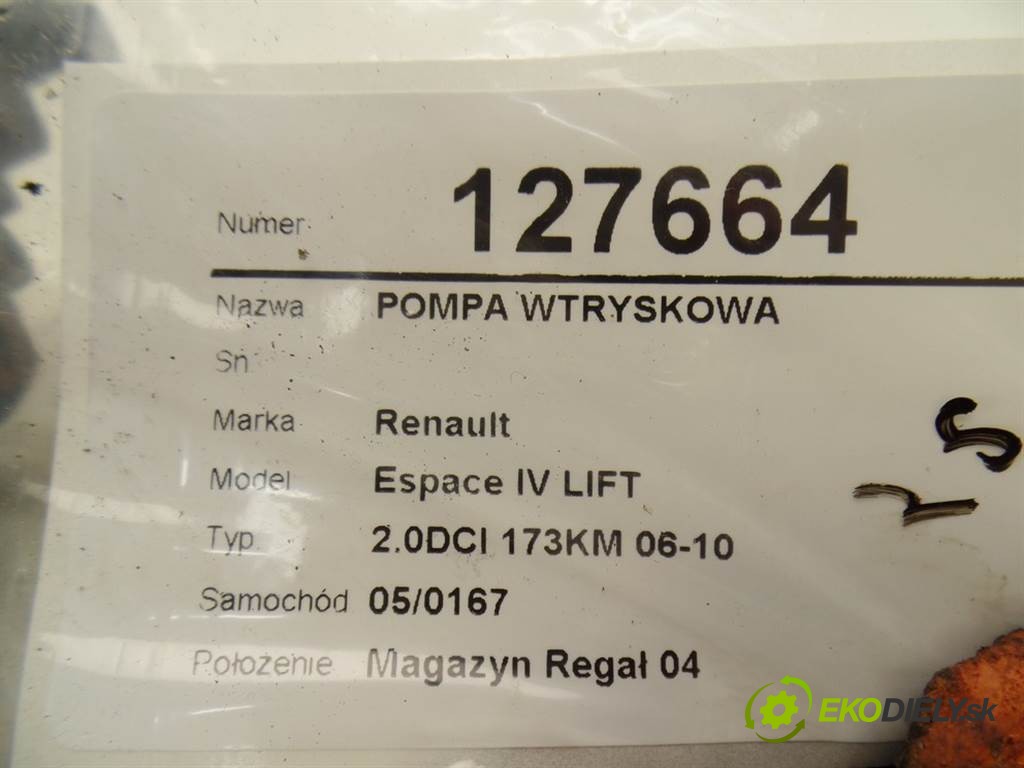 Numer 127664
Nazwa POMPA WTRYSKOWA
Sn
Marka Renault
Model Espace IV LIFT
Typ 2.0DCI 173KM 06-10
Samochód 05/0167
Położenie Magazyn Regał 04
EKODIELY.sk